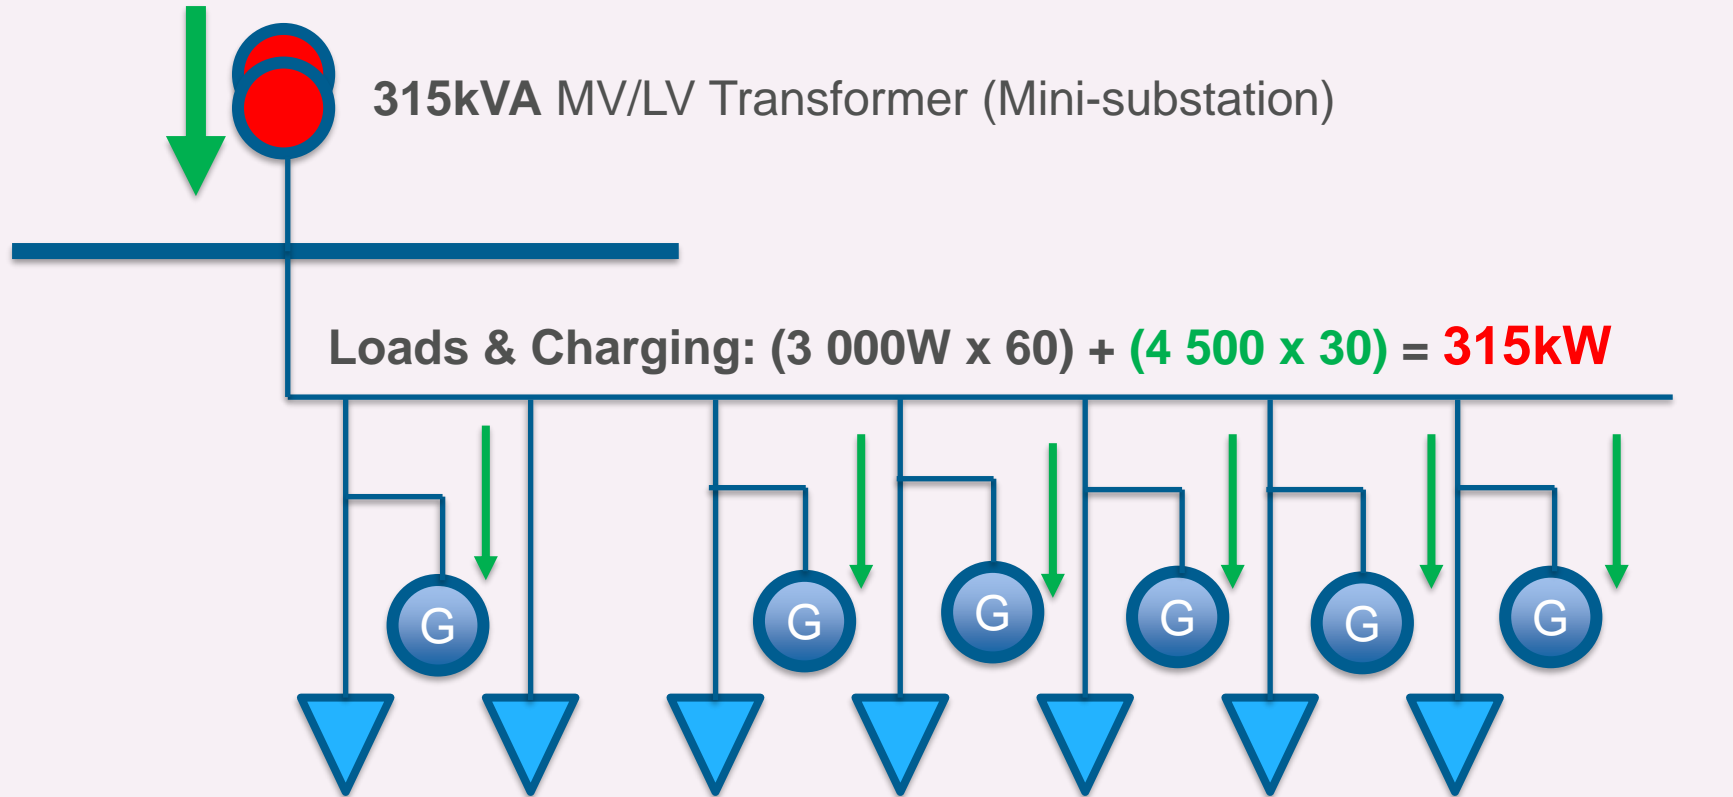 315kVA MV/LV Transformer (Mini-substation)
Loads & Charging: (3 000W x 60) + (4 500 x 30) = 315kW
G G G G G G